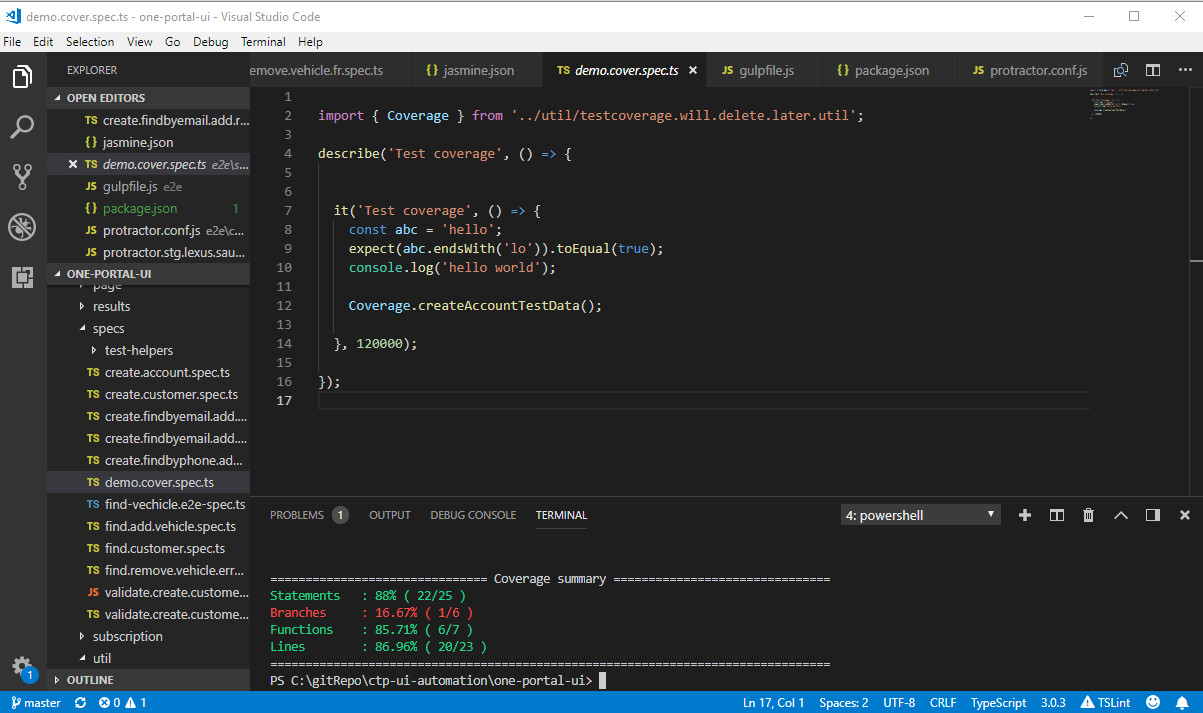 demo.cover.spec.ts - one-portal-ui - Visual Studio Code
File Edit Selection View Go Debug Terminal Help
EXPLORER
OPEN EDITORS
TS create.findbyemail.add.r...
{} jasmine.json
TS demo.cover.spec.ts e2e\s...
JS gulpfile.js e2e
{} package.json 1
JS protractor.conf.js e2e\c...
JS protractor.stg.lexus.sau...
ONE-PORTAL-UI
page
results
specs
test-helpers
TS create.account.spec.ts
TS create.customer.spec.ts
TS create.findbyemail.add....
TS create.findbyemail.add....
TS create.findbyphone.ad...
TS demo.cover.spec.ts
TS find-vechicle.e2e-spec.ts
TS find.add.vehicle.spec.ts
TS find.customer.spec.ts
TS find.remove.vehicle.err...
JS validate.create.custome...
TS validate.create.custome...
subscription
util
OUTLINE
1
emove.vehicle.fr.spec.ts {} jasmine.json TS demo.cover.spec.ts JS gulpfile.js {} package.json JS protractor.conf.js
1
2 import { Coverage } from '../util/testcoverage.will.delete.later.util';
3
4 describe('Test coverage', () => {
5
6
7 it('Test coverage', () => {
8 const abc = 'hello';
9 expect(abc.endsWith('lo')).toEqual(true);
10 console.log('hello world');
11
12 Coverage.createAccountTestData();
13
14 }, 120000);
15
16 });
17
PROBLEMS 1 OUTPUT DEBUG CONSOLE TERMINAL 4: powershell
=============================== Coverage summary ===============================
Statements : 88% ( 22/25 )
Branches : 16.67% ( 1/6 )
Functions : 85.71% ( 6/7 )
Lines : 86.96% ( 20/23 )
================================================================================
PS C:\gitRepo\ctp-ui-automation\one-portal-ui>
master 0 1 Ln 17, Col 1 Spaces: 2 UTF-8 CRLF TypeScript 3.0.3 TSLint